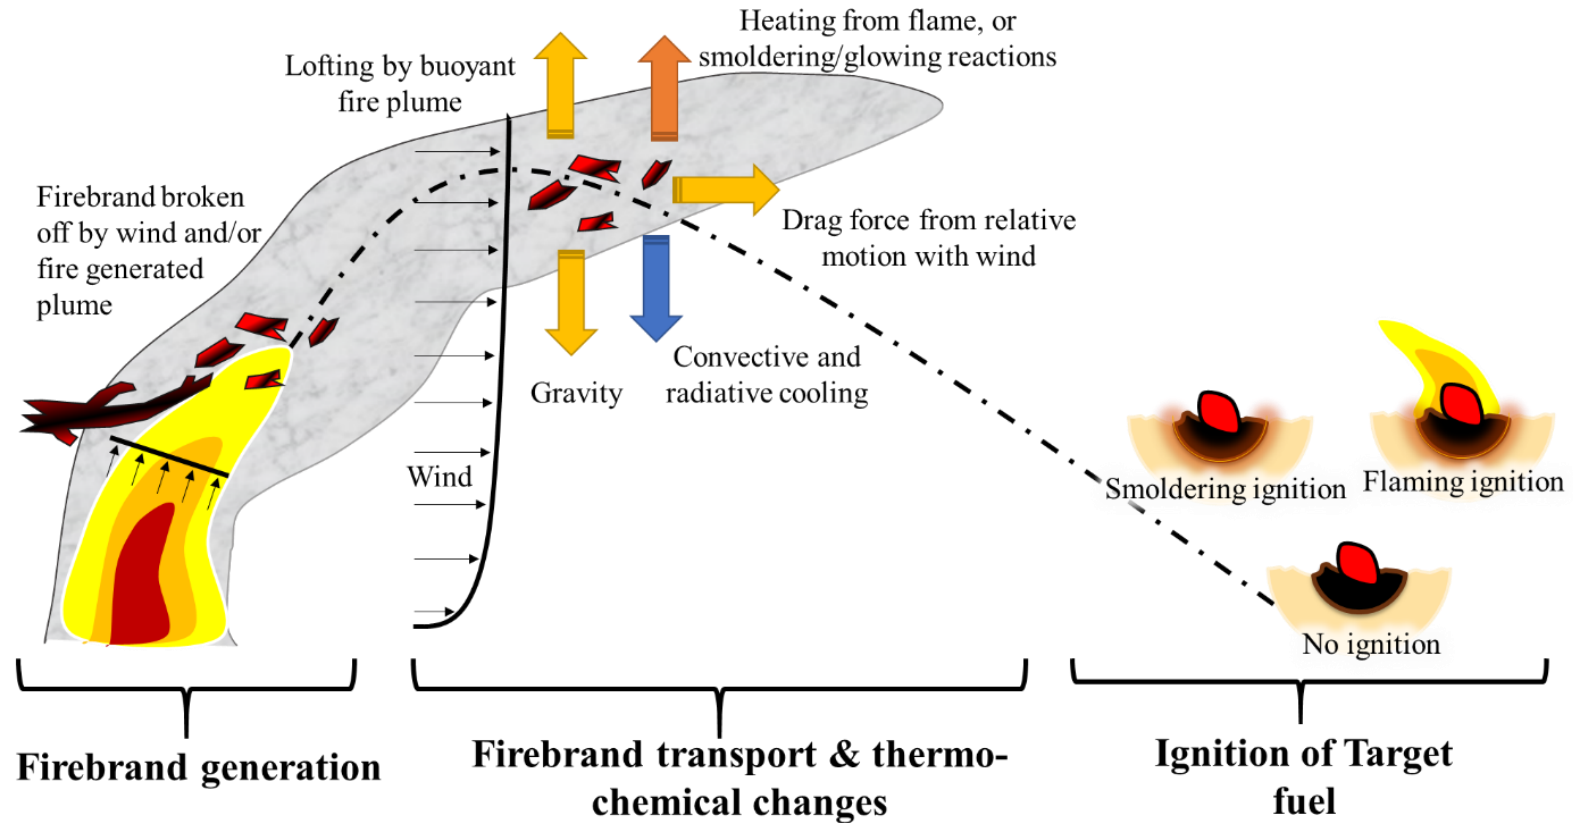 Heating from flame, or
smoldering/glowing reactions
Lofting by buoyant
fire plume
Firebrand broken
off by wind and/or
fire generated
plume
Drag force from relative
motion with wind
Gravity
Convective and
radiative cooling
Wind
Smoldering ignition
Flaming ignition
No ignition
Firebrand generation
Firebrand transport & thermo-
chemical changes
Ignition of Target
fuel